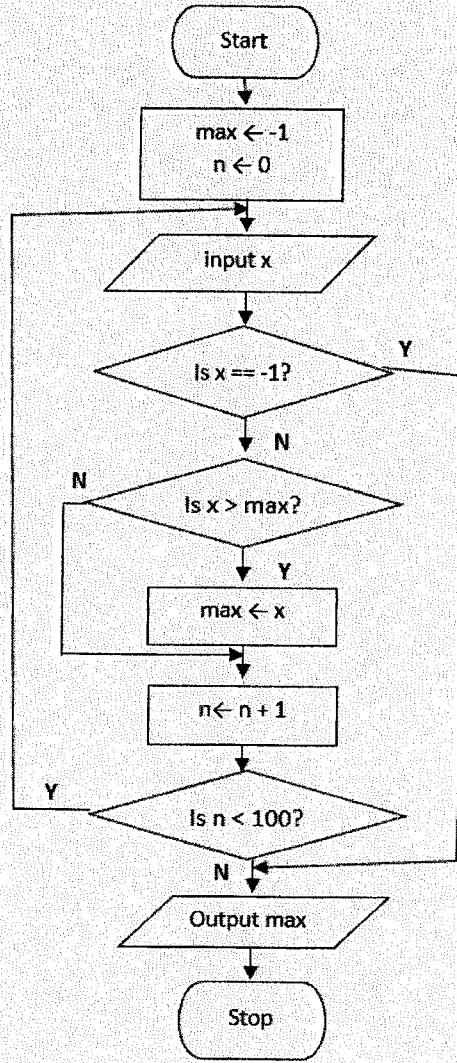 Start
max ← -1
n ← 0
input x
Is x == -1?
Y
N
Is x > max?
N
Y
max ← x
n← n + 1
Is n < 100?
Y
N
Output max
Stop